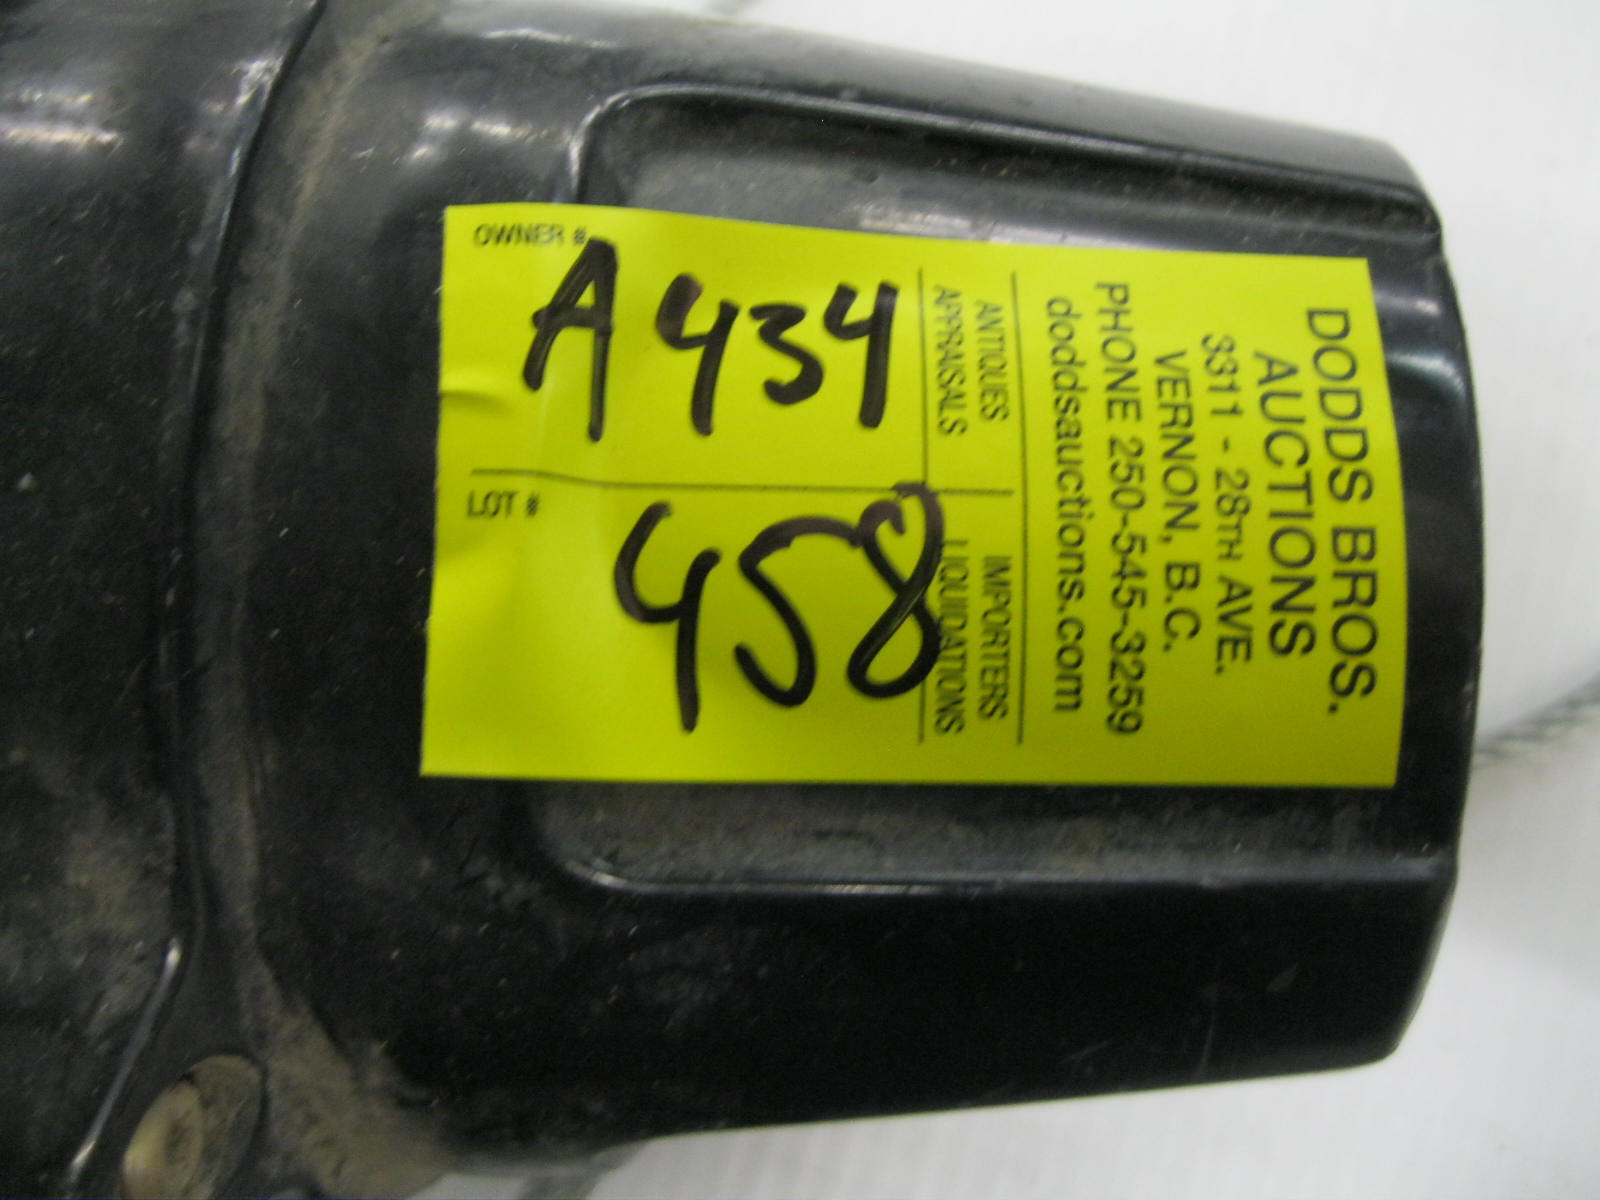 DODDS BROS.
AUCTIONS
3311 - 28TH AVE.
VERNON, B.C.
PHONE 250-545-3259
doddsauctions.com
ANTIQUES IMPORTERS
APPRAISALS LIQUIDATIONS
OWNER #
A434
LOT #
458